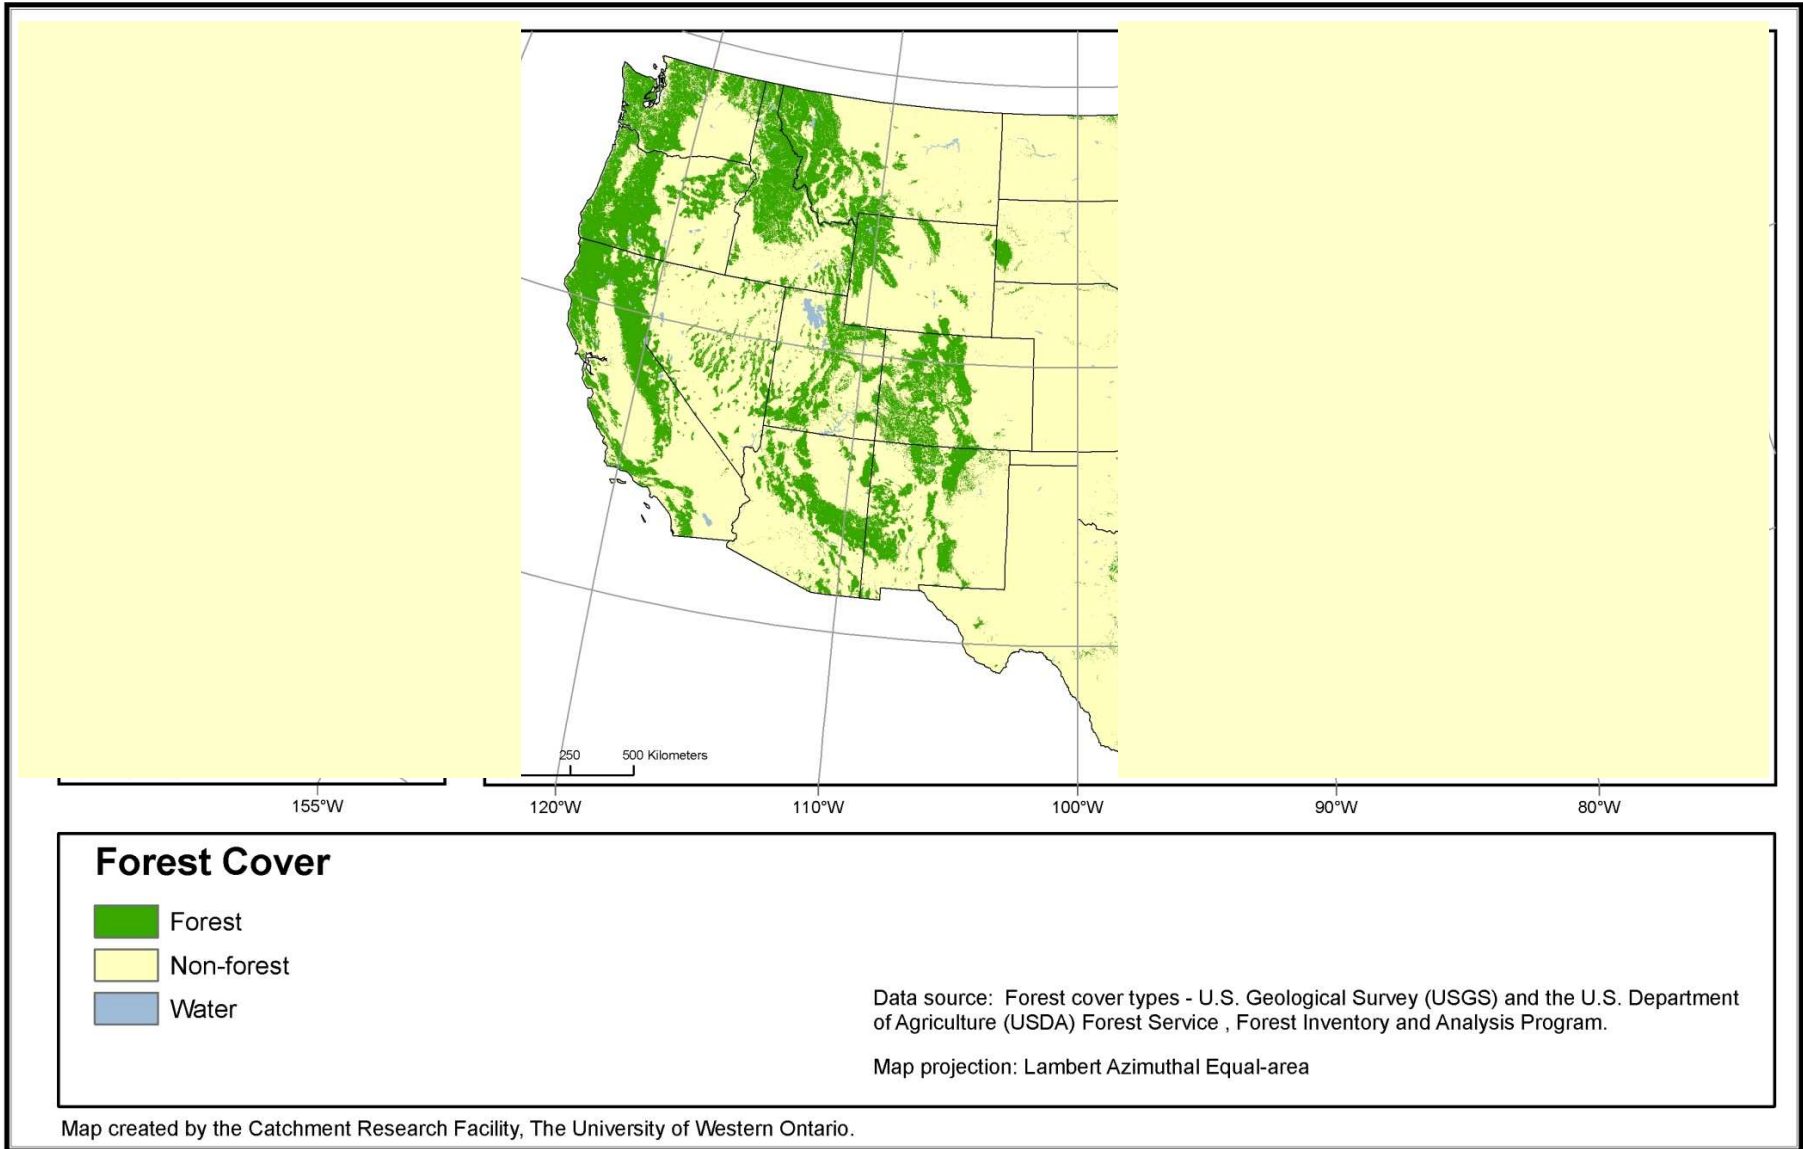 250 500 Kilometers
155°W 120°W 110°W 100°W 90°W 80°W
Forest Cover
Forest
Non-forest
Water
Data source: Forest cover types - U.S. Geological Survey (USGS) and the U.S. Department
of Agriculture (USDA) Forest Service , Forest Inventory and Analysis Program.
Map projection: Lambert Azimuthal Equal-area
Map created by the Catchment Research Facility, The University of Western Ontario.